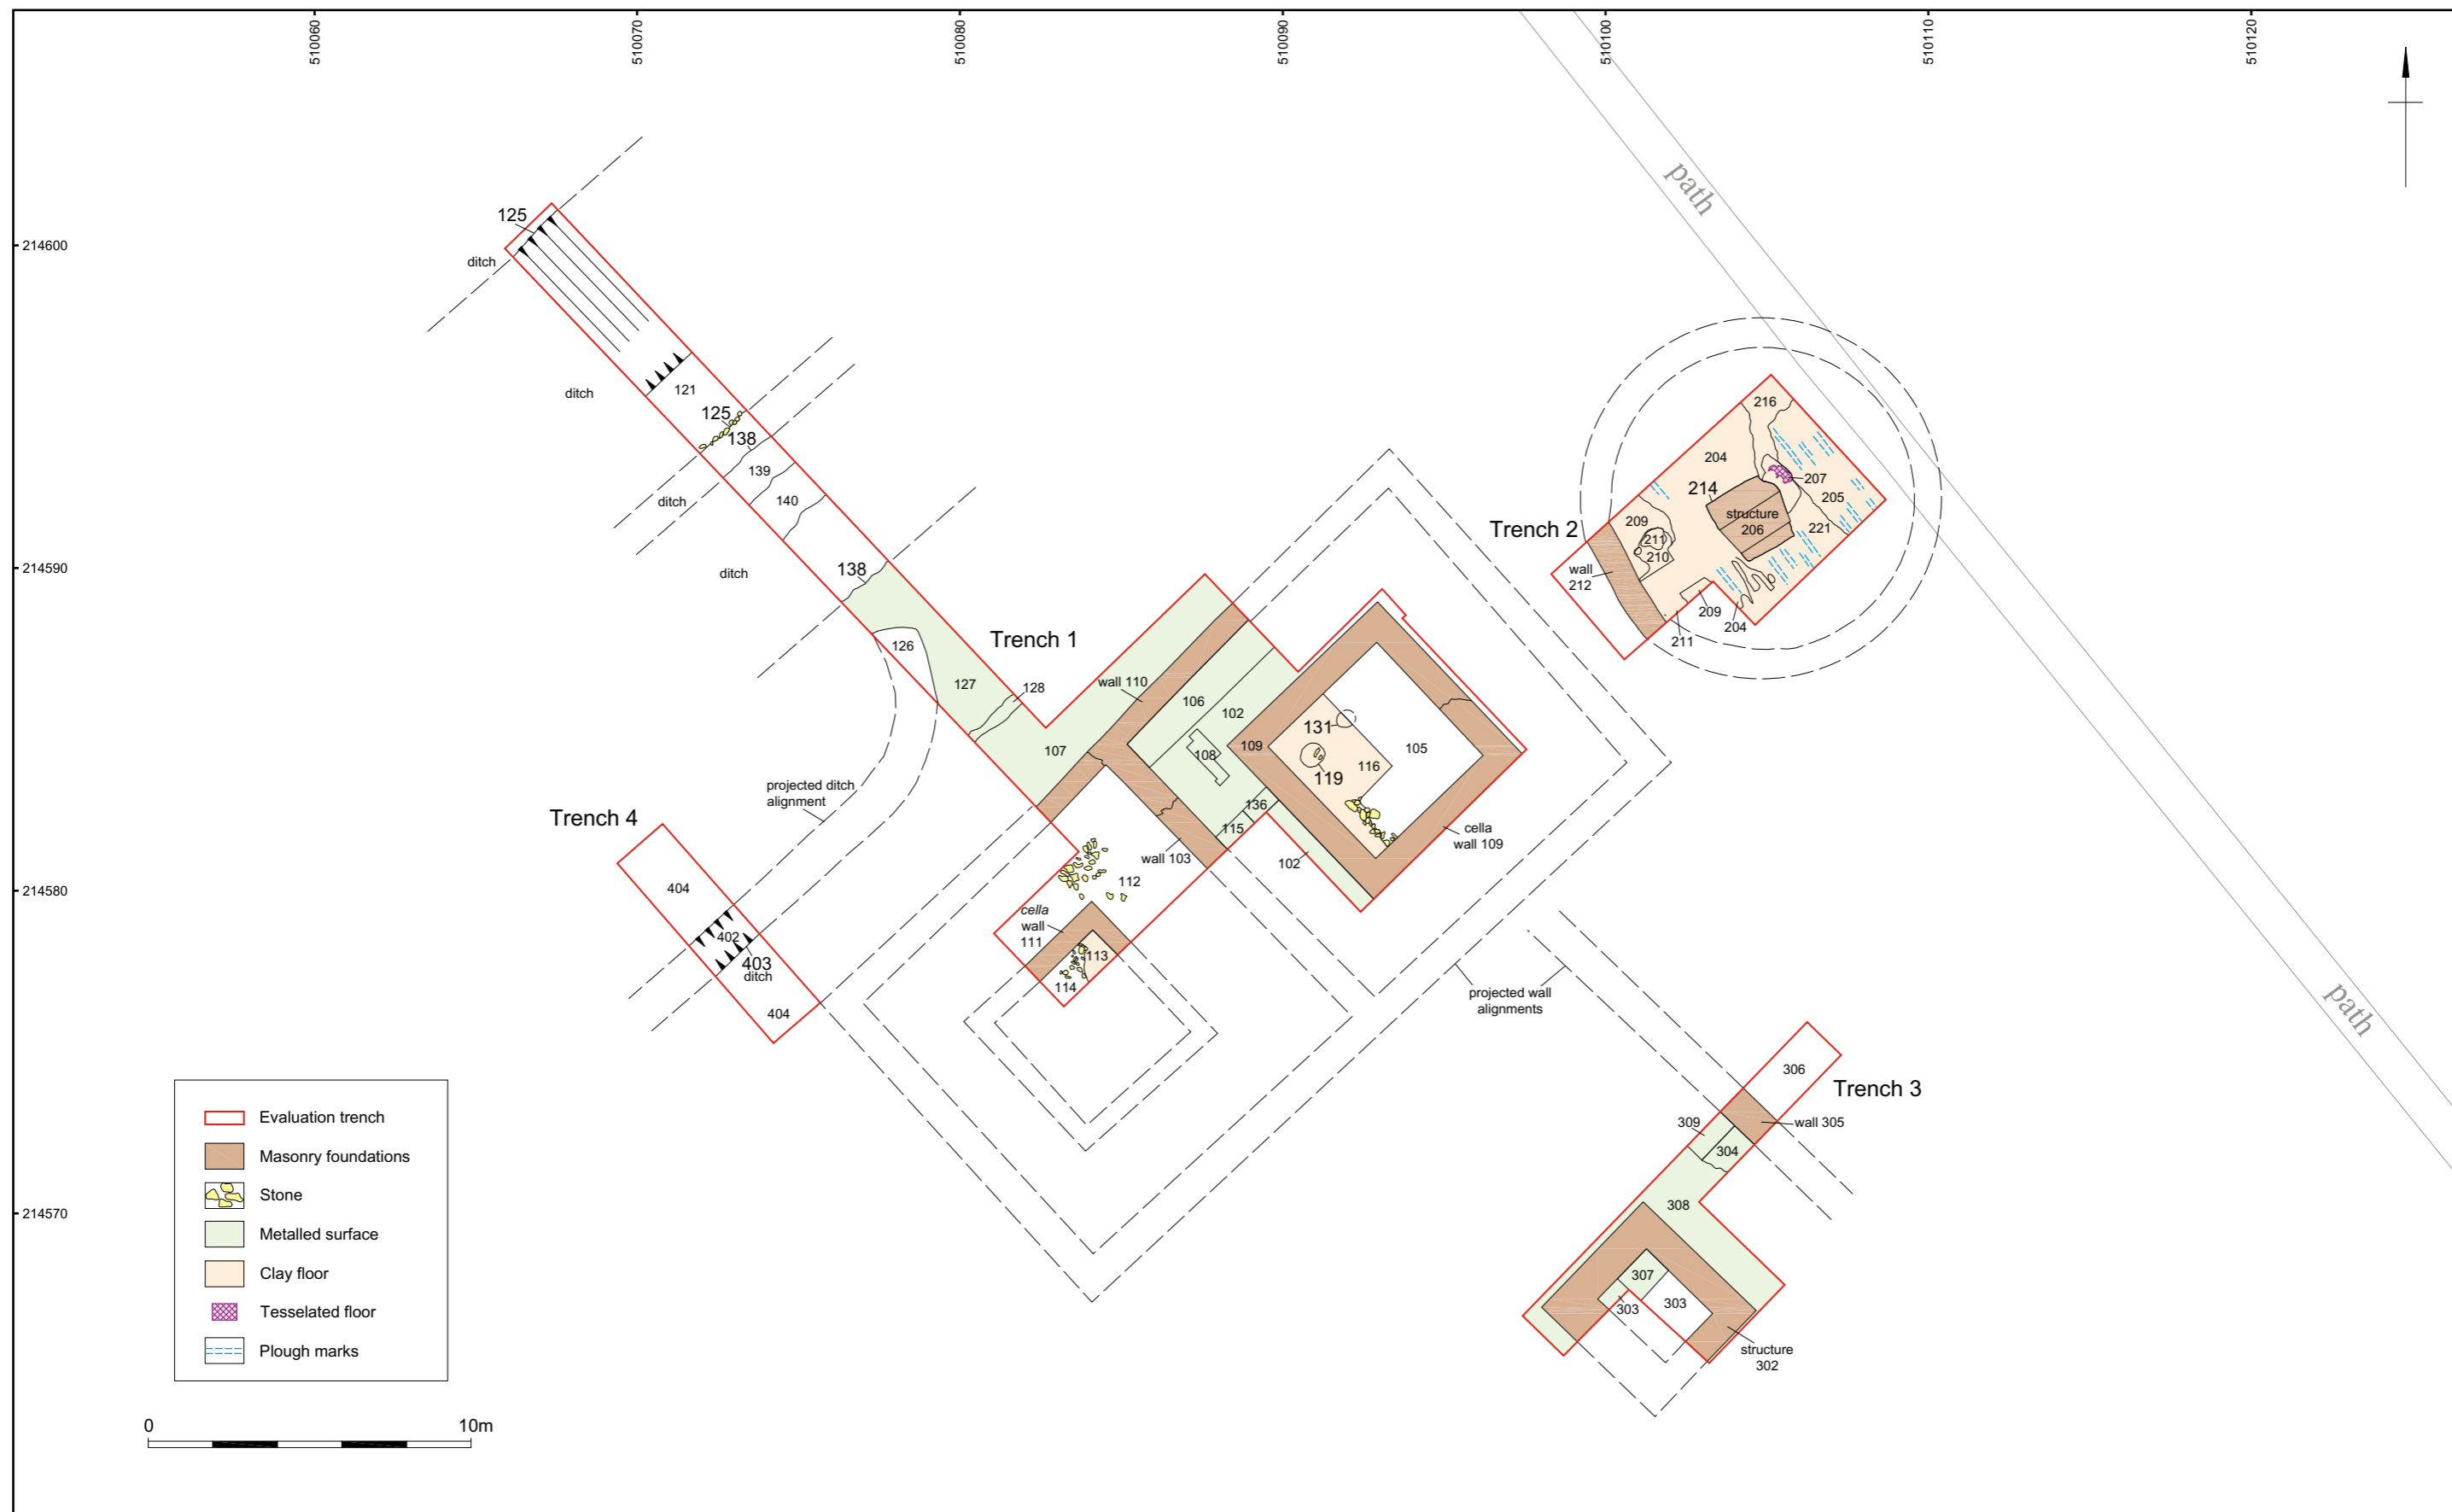 510060
510070
510080
510090
510100
510110
510120
path
125
214600
ditch
ditch
121
125
138
139
ditch
140
216
204
207
214
205
structure
206
221
209
211
210
Trench 2
wall
212
209
204
211
214590
138
ditch
Trench 1
126
127
128
wall 110
106
102
107
108
109
131
105
116
119
136
115
projected ditch
alignment
Trench 4
wall 103
102
cella
wall 109
112
214580
404
cella
wall
111
402
403
ditch
113
114
404
projected wall
alignments
path
306
Trench 3
309
wall 305
304
308
214570
307
303
303
structure
302
Evaluation trench
Masonry foundations
Stone
Metalled surface
Clay floor
Tesselated floor
Plough marks
0
10m